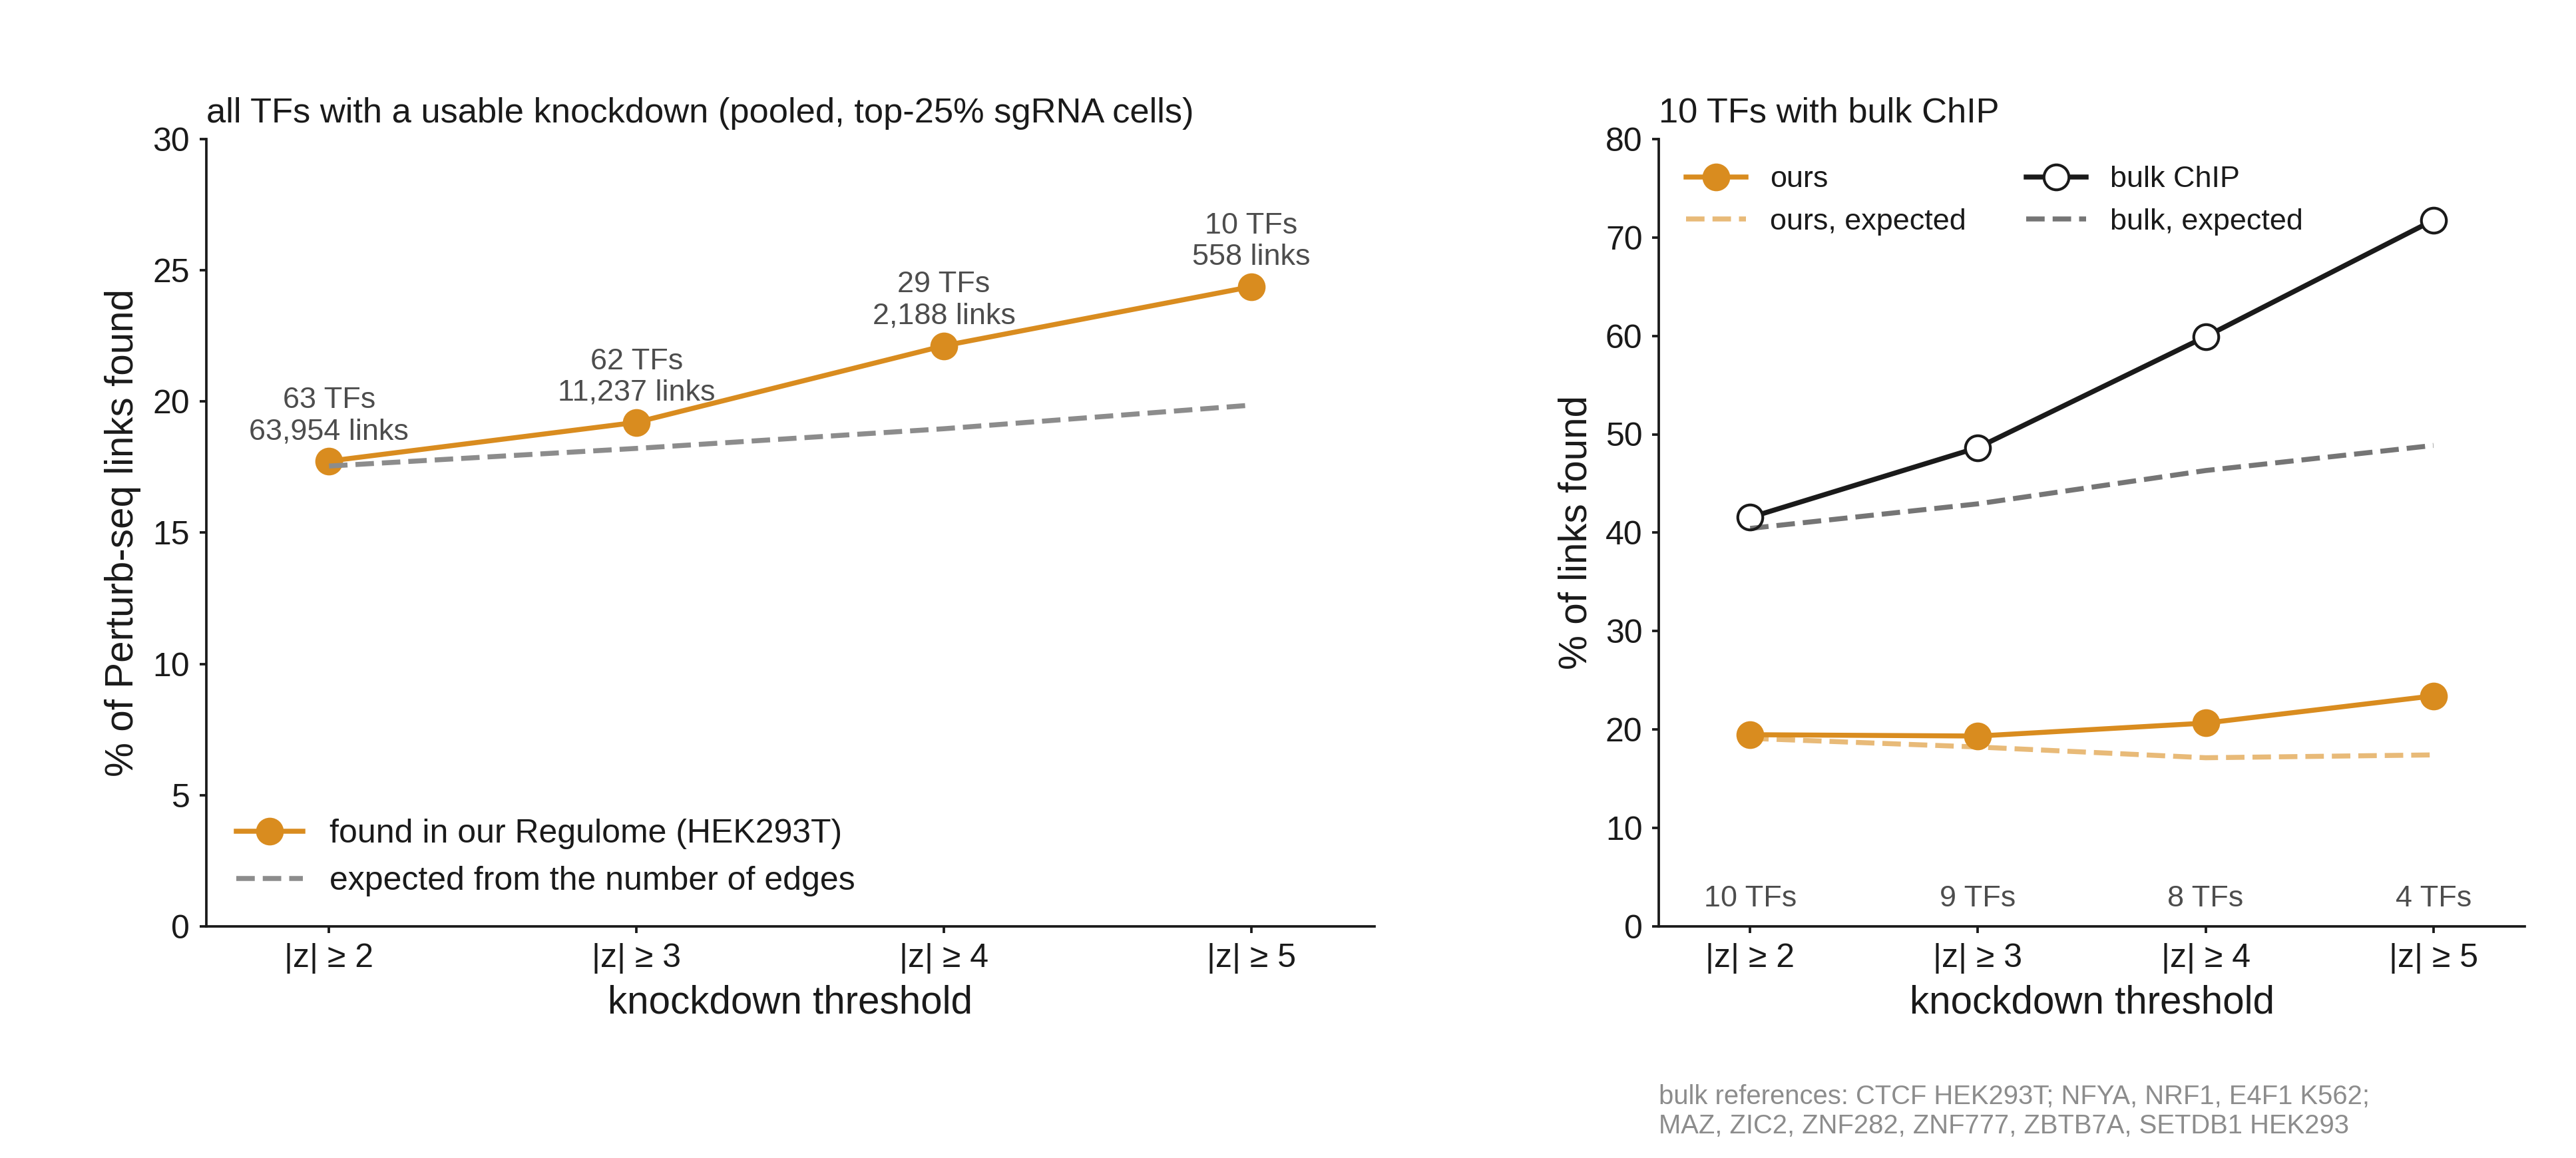 all TFs with a usable knockdown (pooled, top-25% sgRNA cells)
% of Perturb-seq links found
30
25
20
15
10
5
0
63 TFs
63,954 links
62 TFs
11,237 links
29 TFs
2,188 links
10 TFs
558 links
found in our Regulome (HEK293T)
expected from the number of edges
|z| ≥ 2
|z| ≥ 3
|z| ≥ 4
|z| ≥ 5
knockdown threshold
10 TFs with bulk ChIP
% of links found
80
70
60
50
40
30
20
10
0
ours
ours, expected
bulk ChIP
bulk, expected
10 TFs
9 TFs
8 TFs
4 TFs
|z| ≥ 2
|z| ≥ 3
|z| ≥ 4
|z| ≥ 5
knockdown threshold
bulk references: CTCF HEK293T; NFYA, NRF1, E4F1 K562;
MAZ, ZIC2, ZNF282, ZNF777, ZBTB7A, SETDB1 HEK293